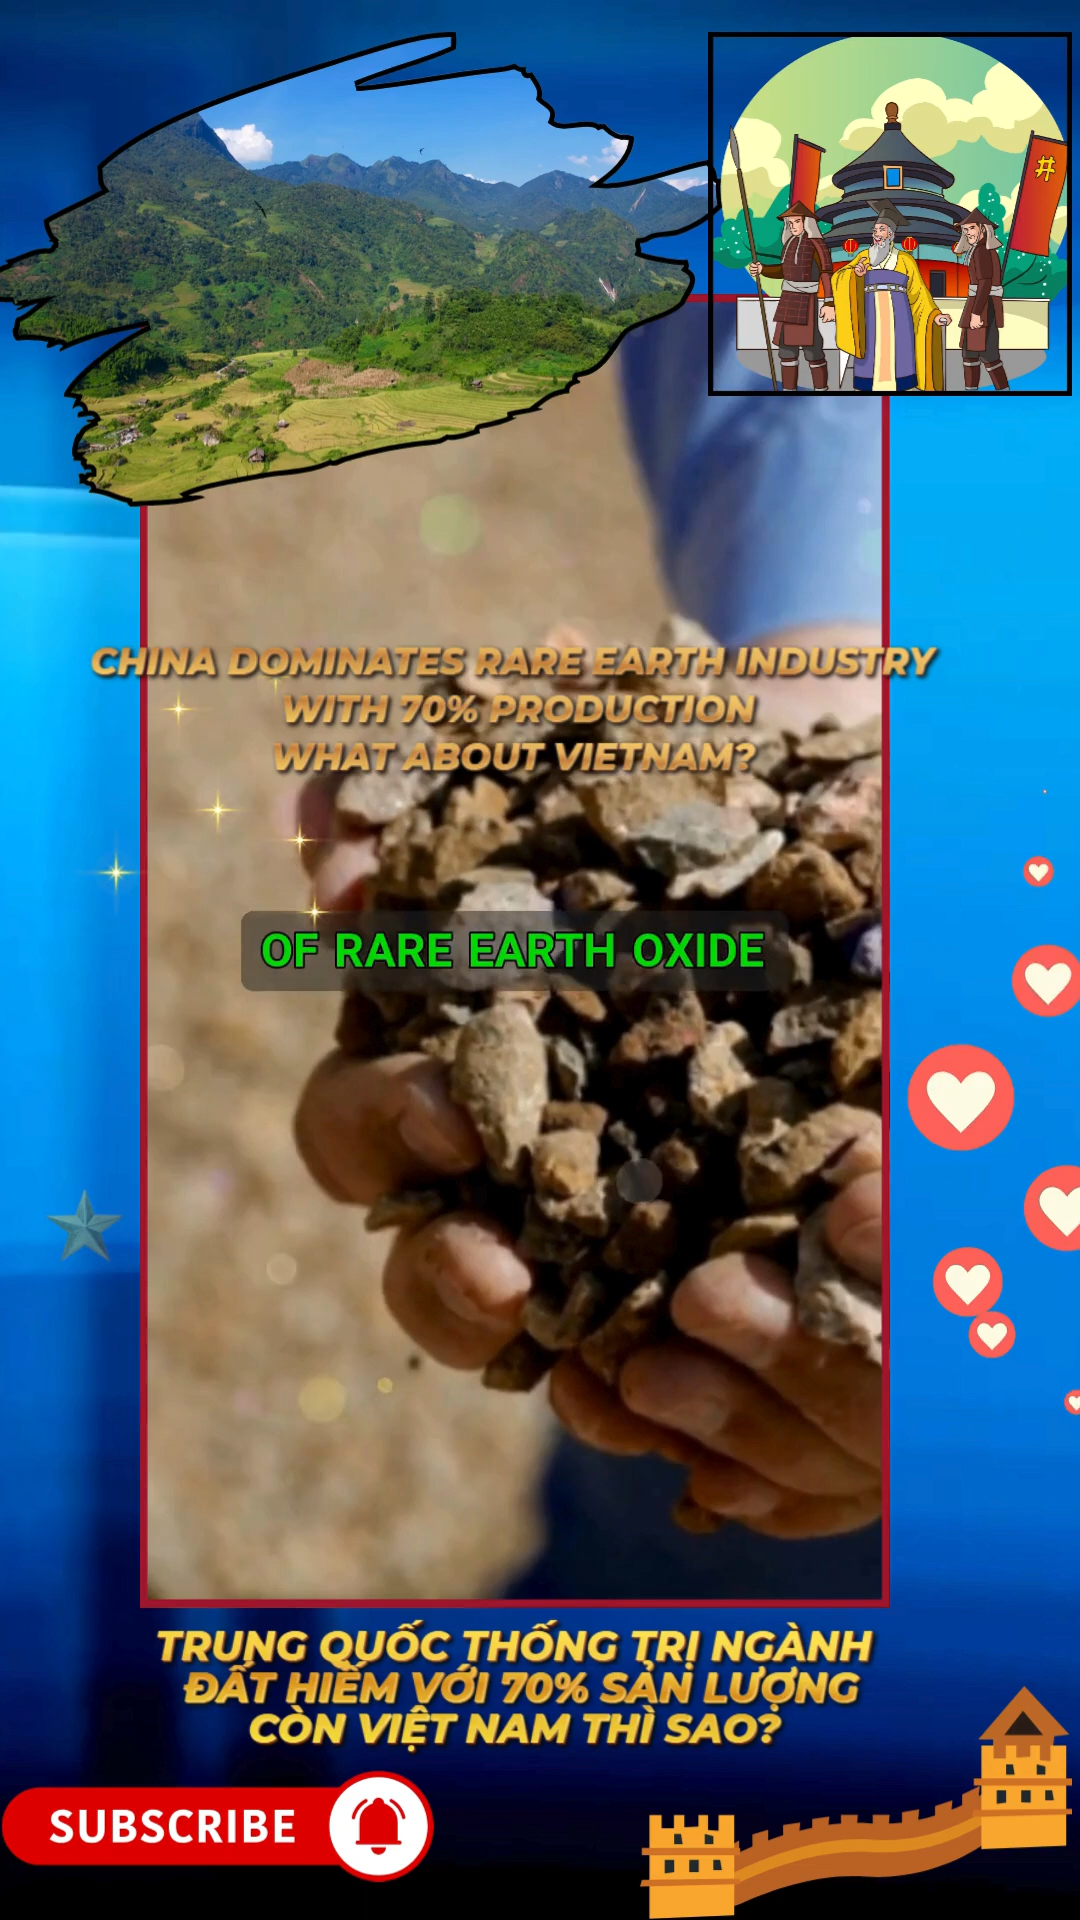 CHINA DOMINATES RARE EARTH INDUSTRY
WITH 70% PRODUCTION
WHAT ABOUT VIETNAM?
OF RARE EARTH OXIDE
TRUNG QUỐC THỐNG TRỊ NGÀNH
ĐẤT HIẾM VỚI 70% SẢN LƯỢNG
CÒN VIỆT NAM THÌ SAO?
SUBSCRIBE